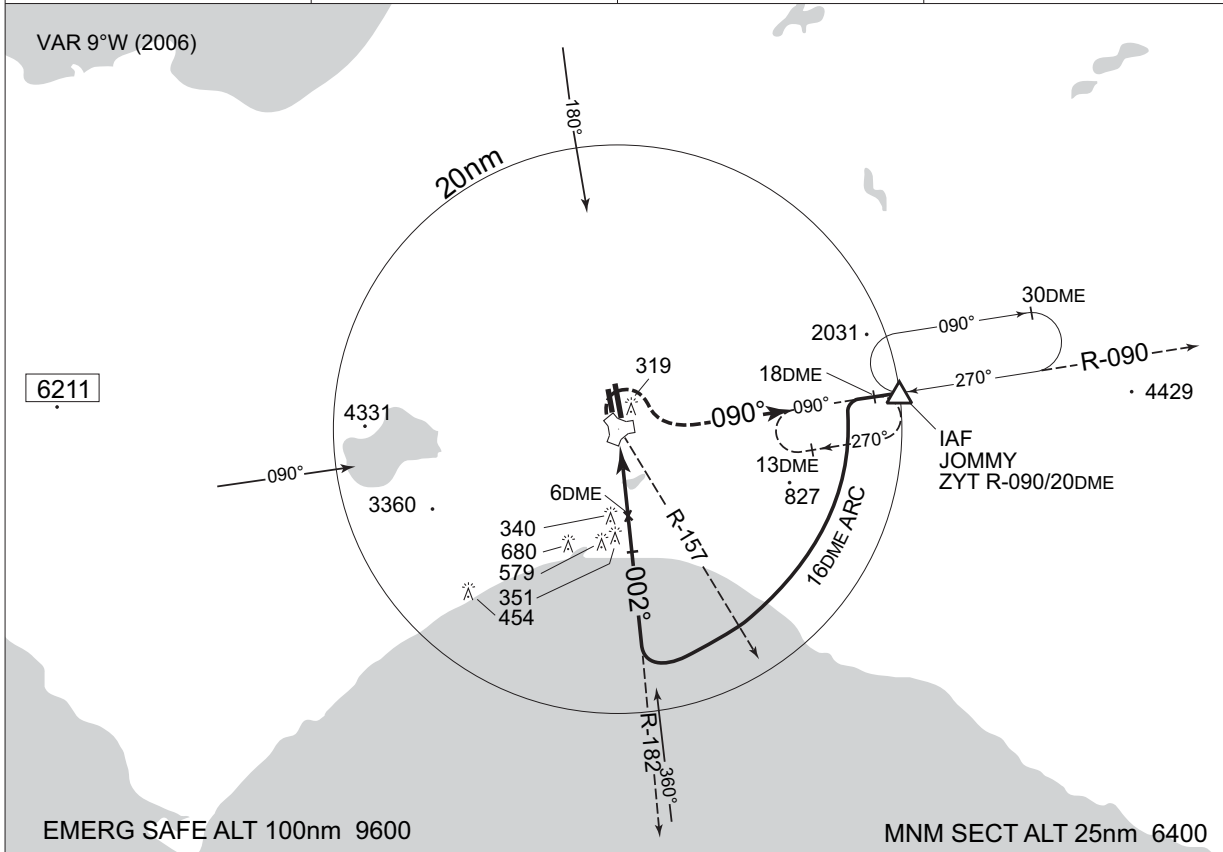 VAR 9°W (2006)
180°
20nm
30DME
090°
2031
R-090
319
18DME
270°
6211
4429
4331
090°
090°
IAF
JOMMY
ZYT R-090/20DME
270°
13DME
090°
827
6DME
3360
340
680
579
351
454
R-157
16DME ARC
002°
R-182
360°
EMERG SAFE ALT 100nm 9600
MNM SECT ALT 25nm 6400